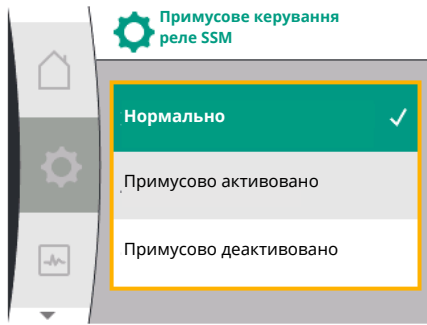 Примусове керування
реле SSM
Нормально
Примусово активовано
Примусово деактивовано